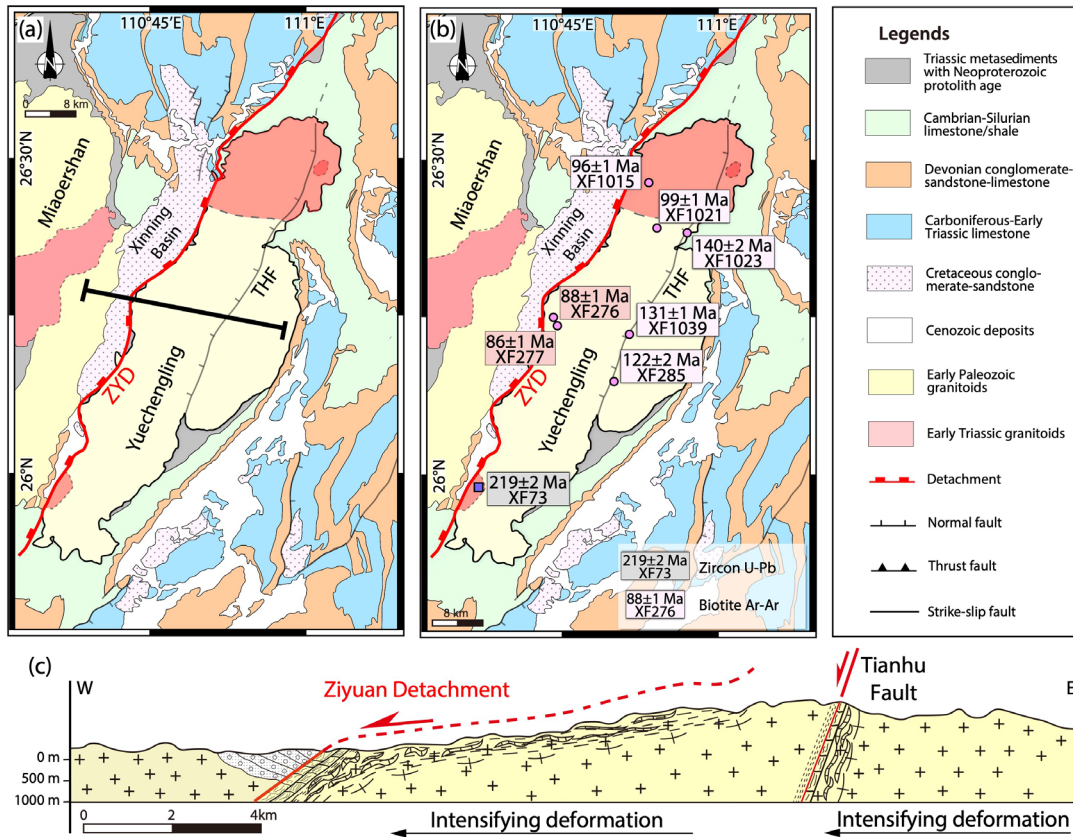 110°45′E
111°E
(a)
N
0
8 km
26°30′N
Miaoershan
Xinning
Basin
THF
ZYD
Yuechengling
26°N
110°45′E
111°E
(b)
N
Miaoershan
96±1 Ma
XF1015
99±1 Ma
XF1021
140±2 Ma
XF1023
Xinning
Basin
THF
88±1 Ma
XF276
131±1 Ma
XF1039
86±1 Ma
XF277
122±2 Ma
XF285
ZYD
Yuechengling
219±2 Ma
XF73
219±2 Ma
XF73
Zircon U-Pb
88±1 Ma
XF276
Biotite Ar-Ar
8 km
Legends
Triassic metasediments
with Neoproterozoic
protolith age
Cambrian-Silurian
limestone/shale
Devonian conglomerate-
sandstone-limestone
Carboniferous-Early
Triassic limestone
Cretaceous conglo-
merate-sandstone
Cenozoic deposits
Early Paleozoic
granitoids
Early Triassic granitoids
Detachment
Normal fault
Thrust fault
Strike-slip fault
(c)
W
Ziyuan Detachment
Tianhu
Fault
0 m
500 m
1000 m
0
2
4km
Intensifying deformation
Intensifying deformation